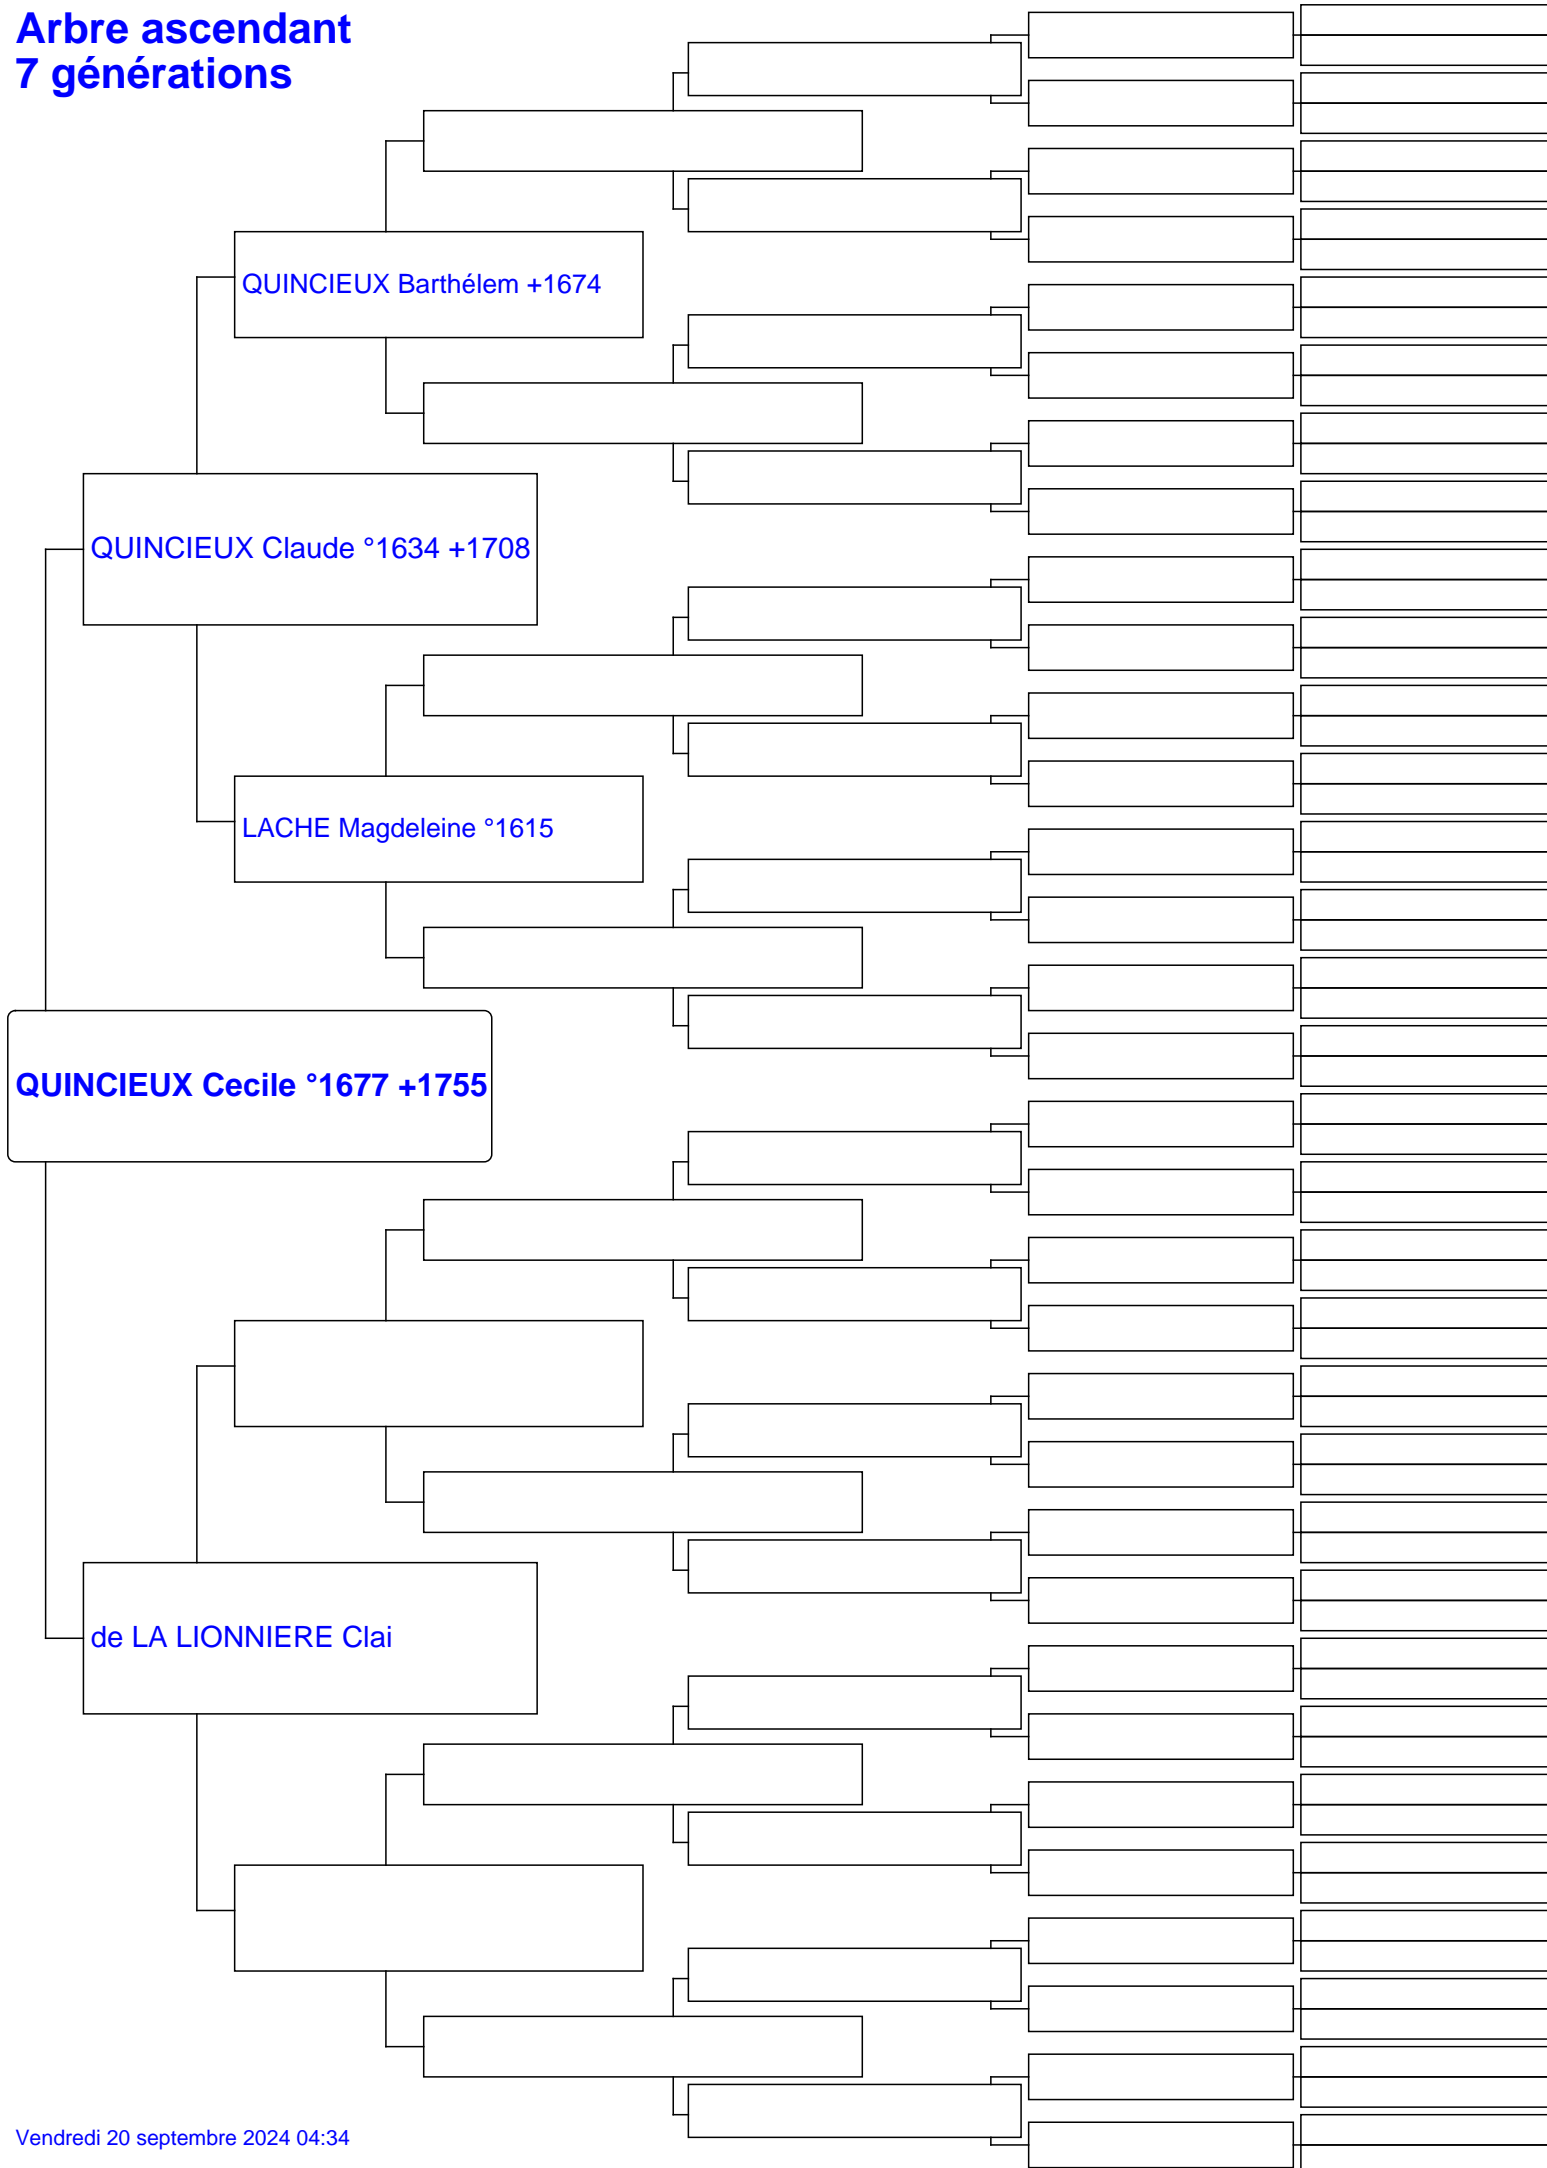 Arbre ascendant
7 générations
QUINCIEUX Barthélem +1674
QUINCIEUX Claude °1634 +1708
LACHE Magdeleine °1615
QUINCIEUX Cecile °1677 +1755
de LA LIONNIERE Clai
Vendredi 20 septembre 2024 04:34